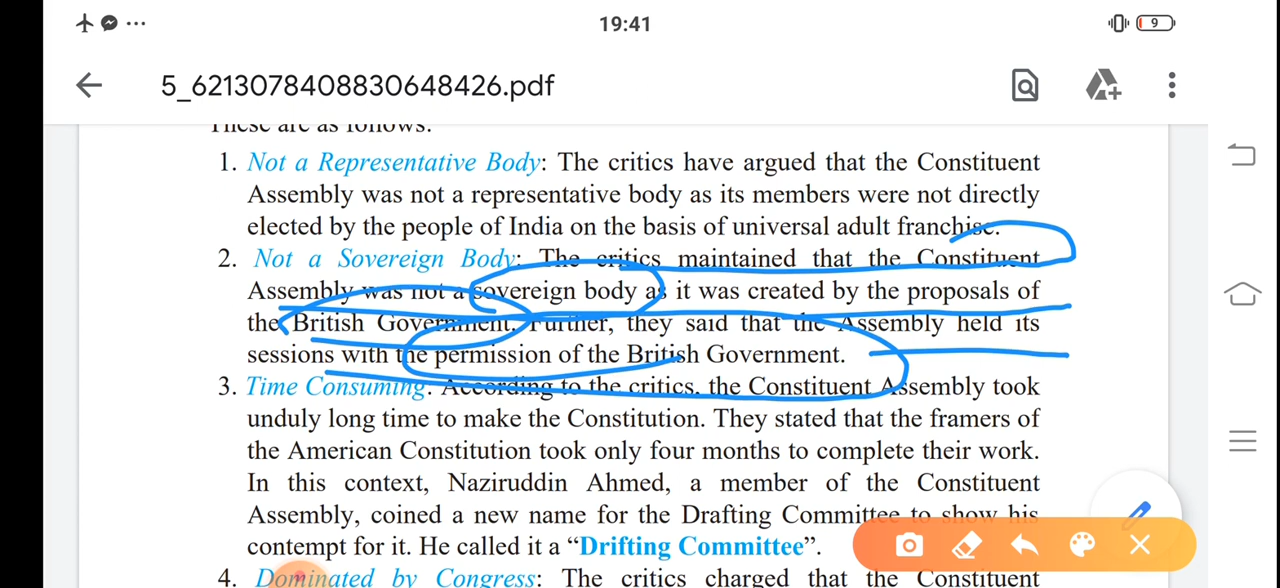 19:41
9
5_6213078408830648426.pdf
These are as follows:
1. Not a Representative Body: The critics have argued that the Constituent
Assembly was not a representative body as its members were not directly
elected by the people of India on the basis of universal adult franchise.
2. Not a Sovereign Body: The critics maintained that the Constituent
Assembly was not a sovereign body as it was created by the proposals of
the British Government. Further, they said that the Assembly held its
sessions with the permission of the British Government.
3. Time Consuming: According to the critics, the Constituent Assembly took
unduly long time to make the Constitution. They stated that the framers of
the American Constitution took only four months to complete their work.
In this context, Naziruddin Ahmed, a member of the Constituent
Assembly, coined a new name for the Drafting Committee to show his
contempt for it. He called it a “Drifting Committee”.
4. Dominated by Congress: The critics charged that the Constituent